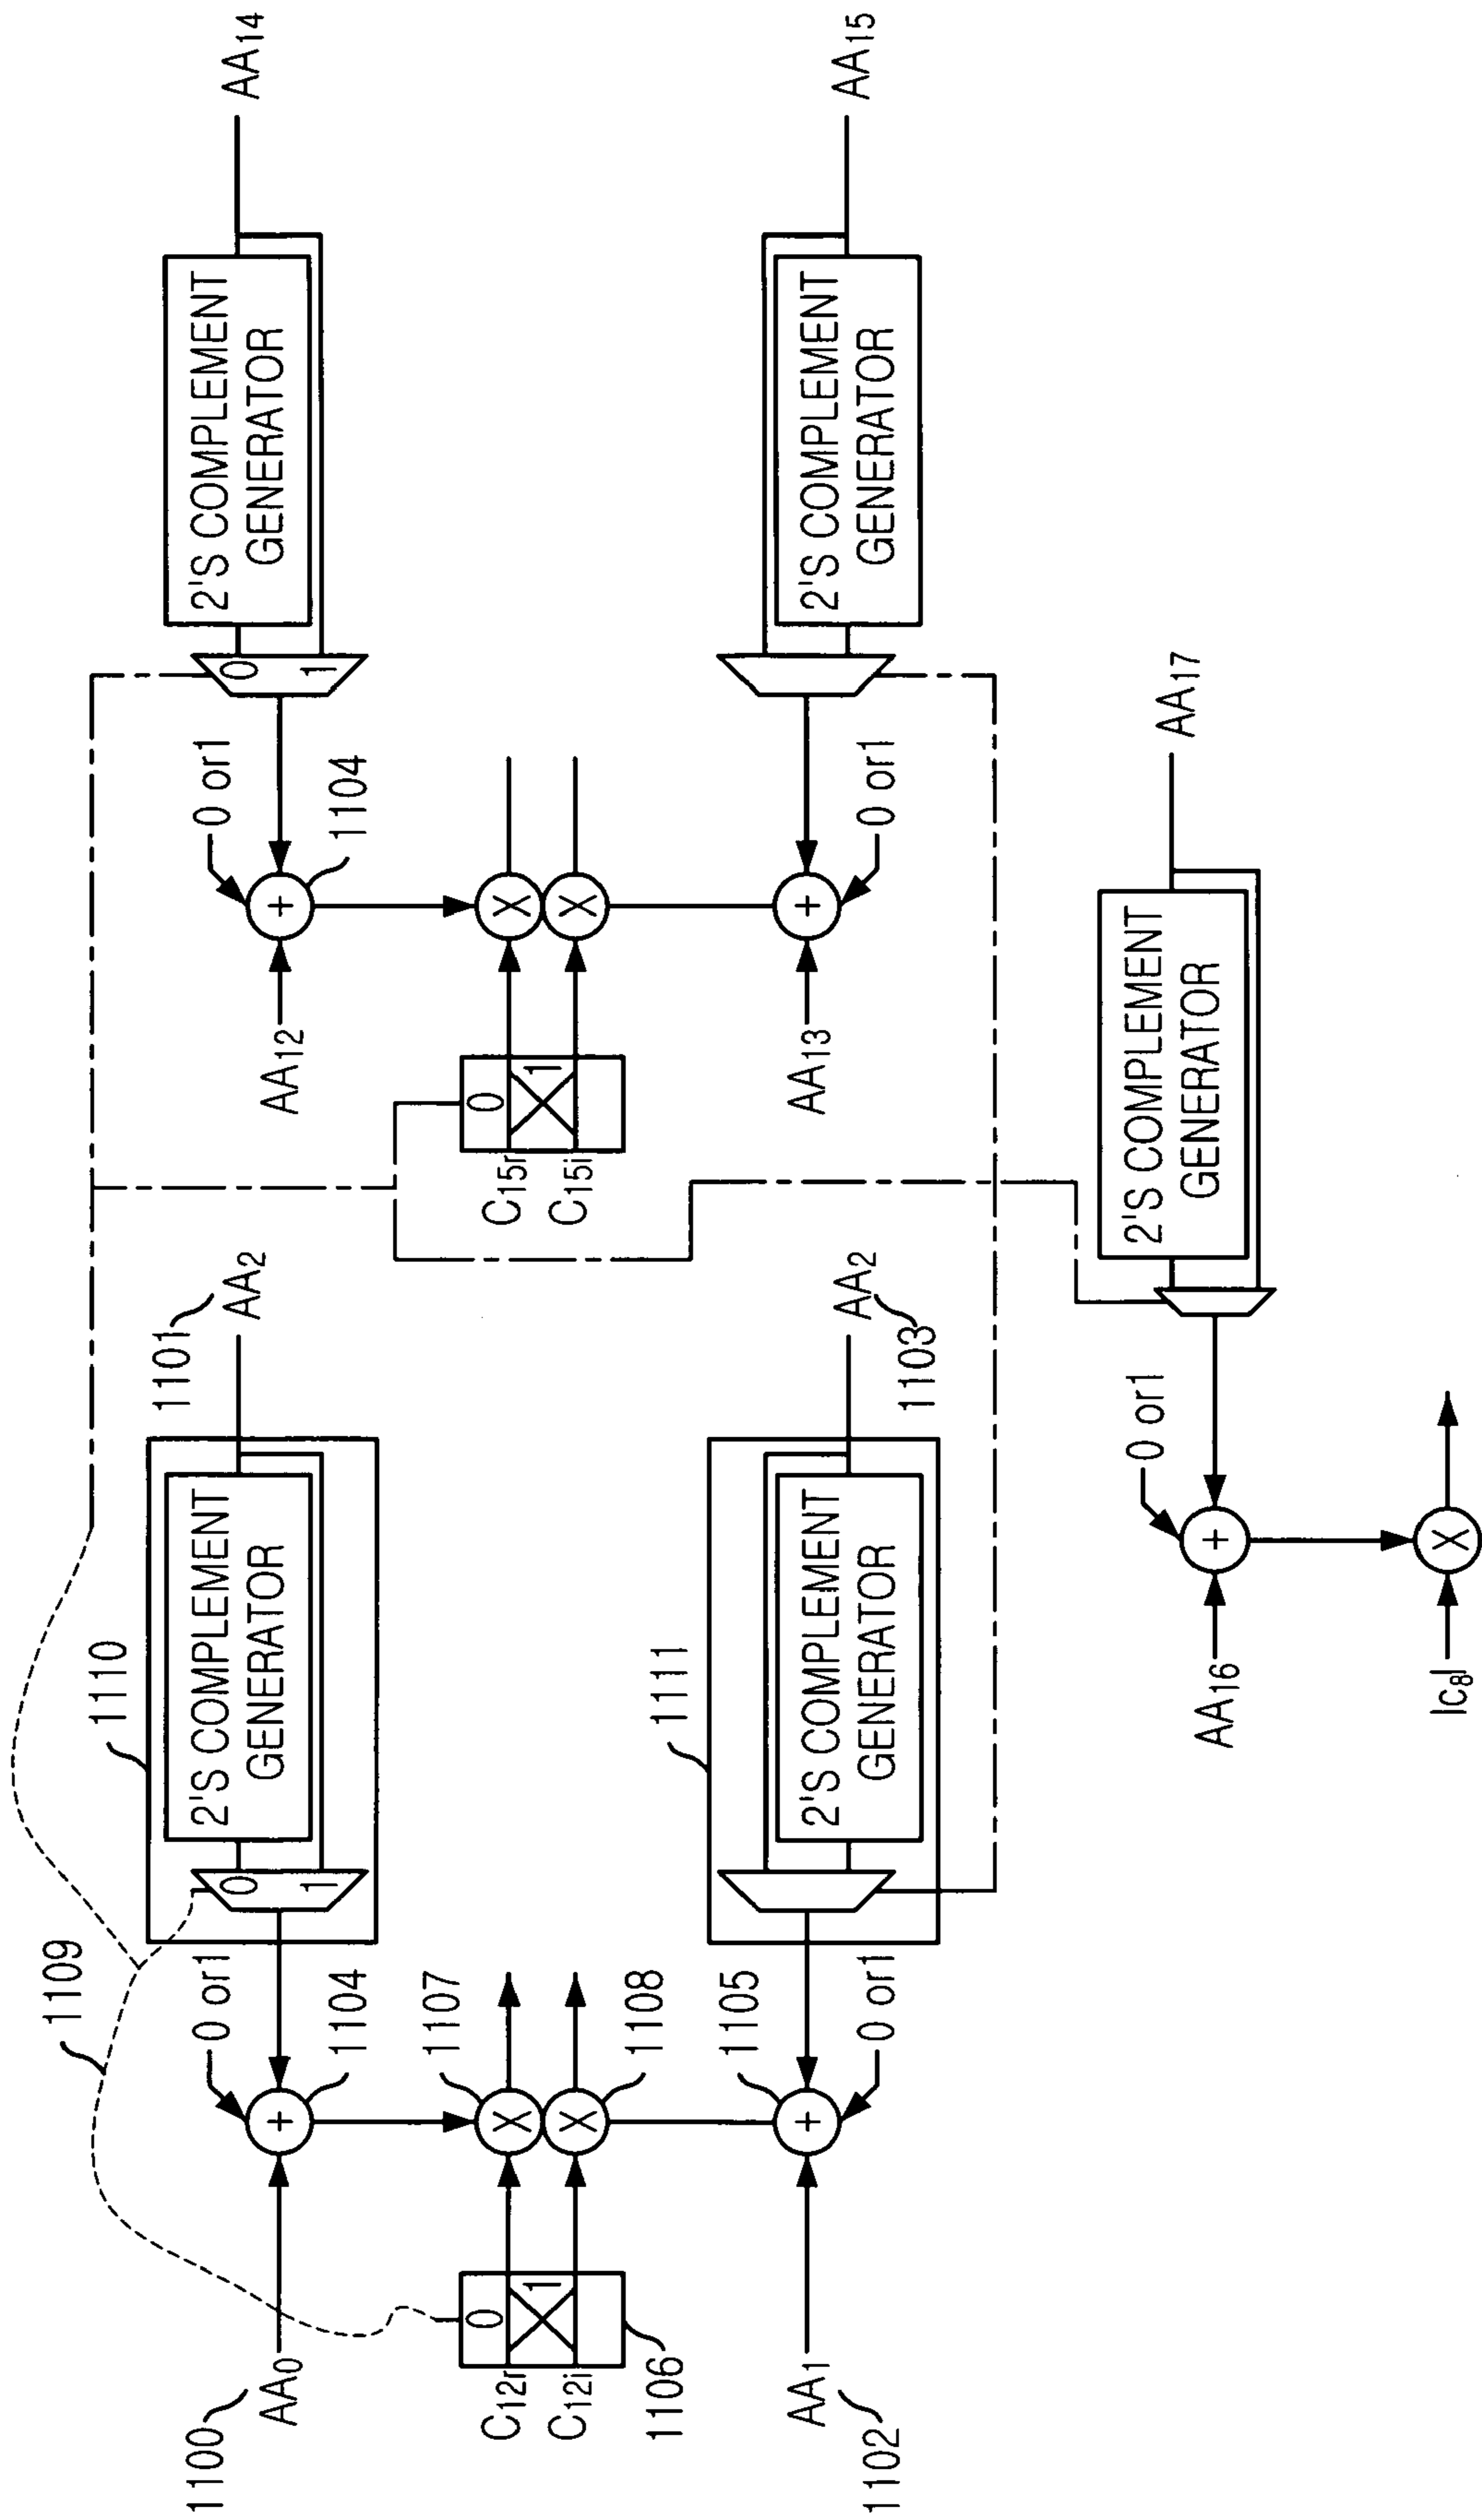 1109
1110
1101
1100
AA0
0 or1
1104
0
1
2'S COMPLEMENT
GENERATOR
AA2
AA12
0 or1
1104
0
1
2'S COMPLEMENT
GENERATOR
AA14
C12r
C12i
0
1
1106
1107
1108
C15r
C15i
0
1
1102
AA1
1105
0 or1
1111
2'S COMPLEMENT
GENERATOR
AA2
1103
AA13
0 or1
2'S COMPLEMENT
GENERATOR
AA15
AA16
0 or1
2'S COMPLEMENT
GENERATOR
AA17
Ic8I